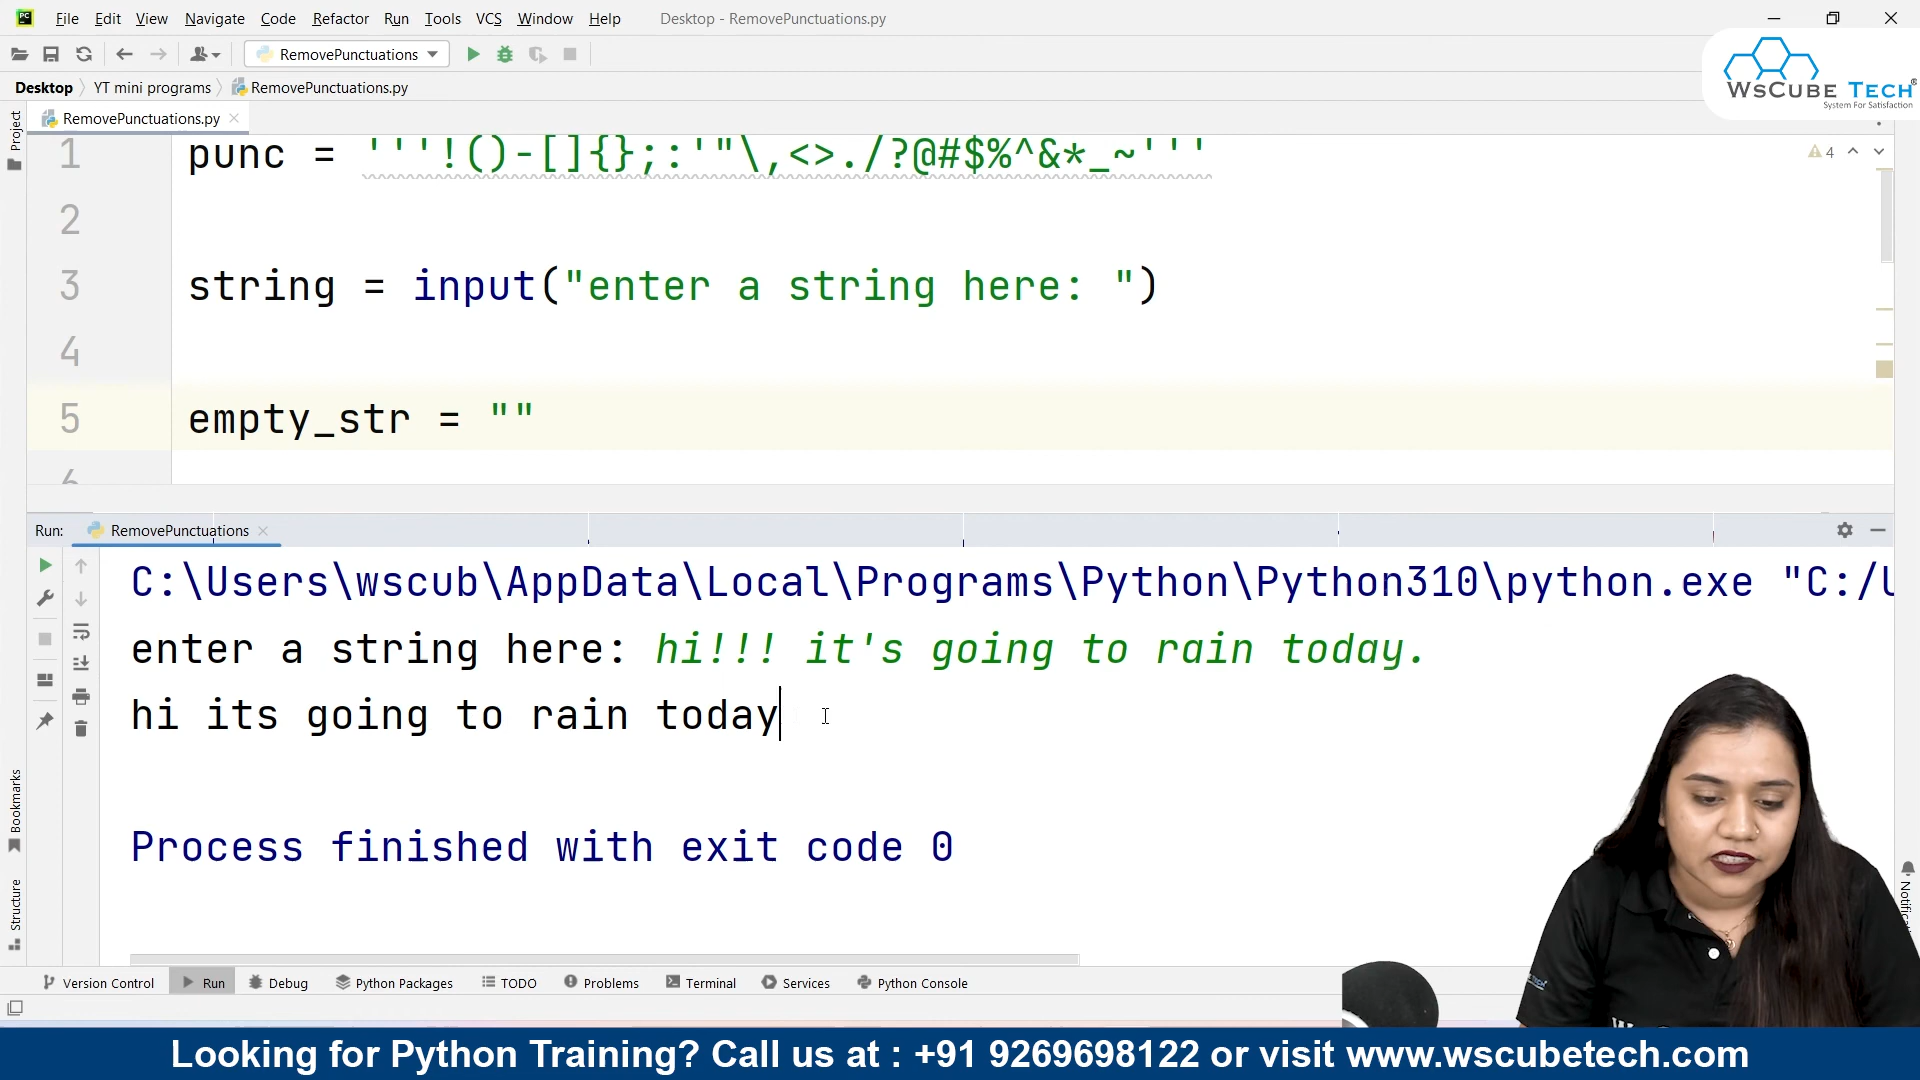 PC File Edit View Navigate Code Refactor Run Tools VCS Window Help Desktop - RemovePunctuations.py
RemovePunctuations
Desktop YT mini programs RemovePunctuations.py
WsCube Tech®
System For Satisfaction
RemovePunctuations.py
Project
1 punc = '''!()-[]{};:'"\,<>./?@#$%^&*_~'''
4
2
3 string = input("enter a string here: ")
4
5 empty_str = ""
6
Run: RemovePunctuations
C:\Users\wscub\AppData\Local\Programs\Python\Python310\python.exe "C:/U
enter a string here: hi!!! it's going to rain today.
hi its going to rain today
Process finished with exit code 0
Bookmarks
Structure
Version Control Run Debug Python Packages TODO Problems Terminal Services Python Console
Looking for Python Training? Call us at : +91 9269698122 or visit www.wscubetech.com